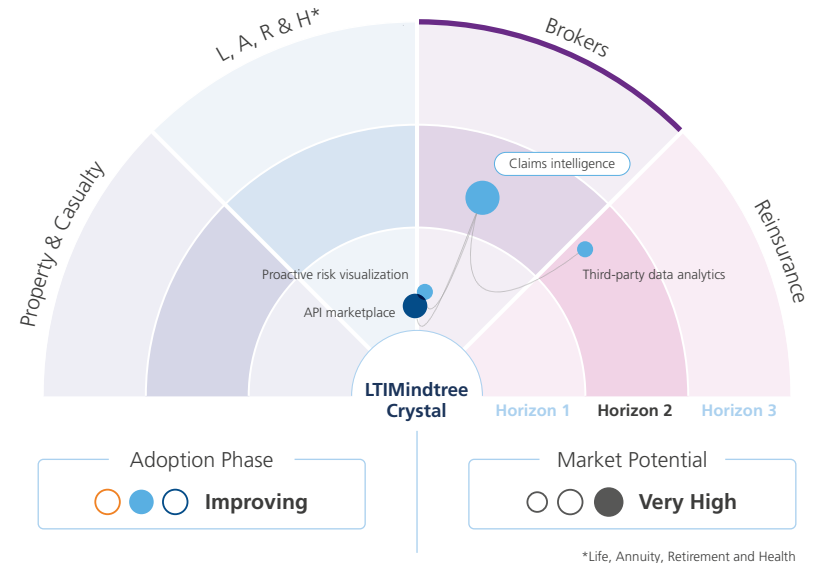 L, A, R & H*
Brokers
Property & Casualty
Reinsurance
Claims intelligence
Proactive risk visualization
Third-party data analytics
API marketplace
LTIMindtree
Crystal
Horizon 1
Horizon 2
Horizon 3
Adoption Phase
Improving
Market Potential
Very High
*Life, Annuity, Retirement and Health